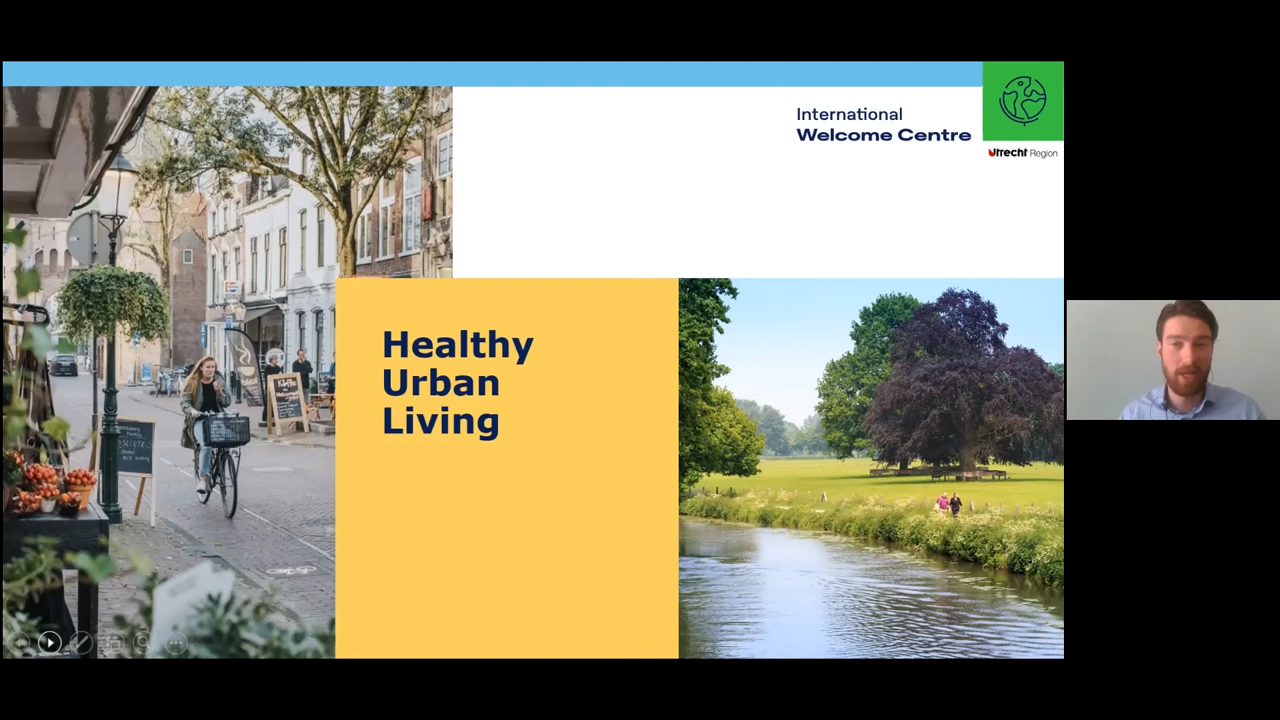 International
Welcome Centre
Utrecht Region
Healthy
Urban
Living